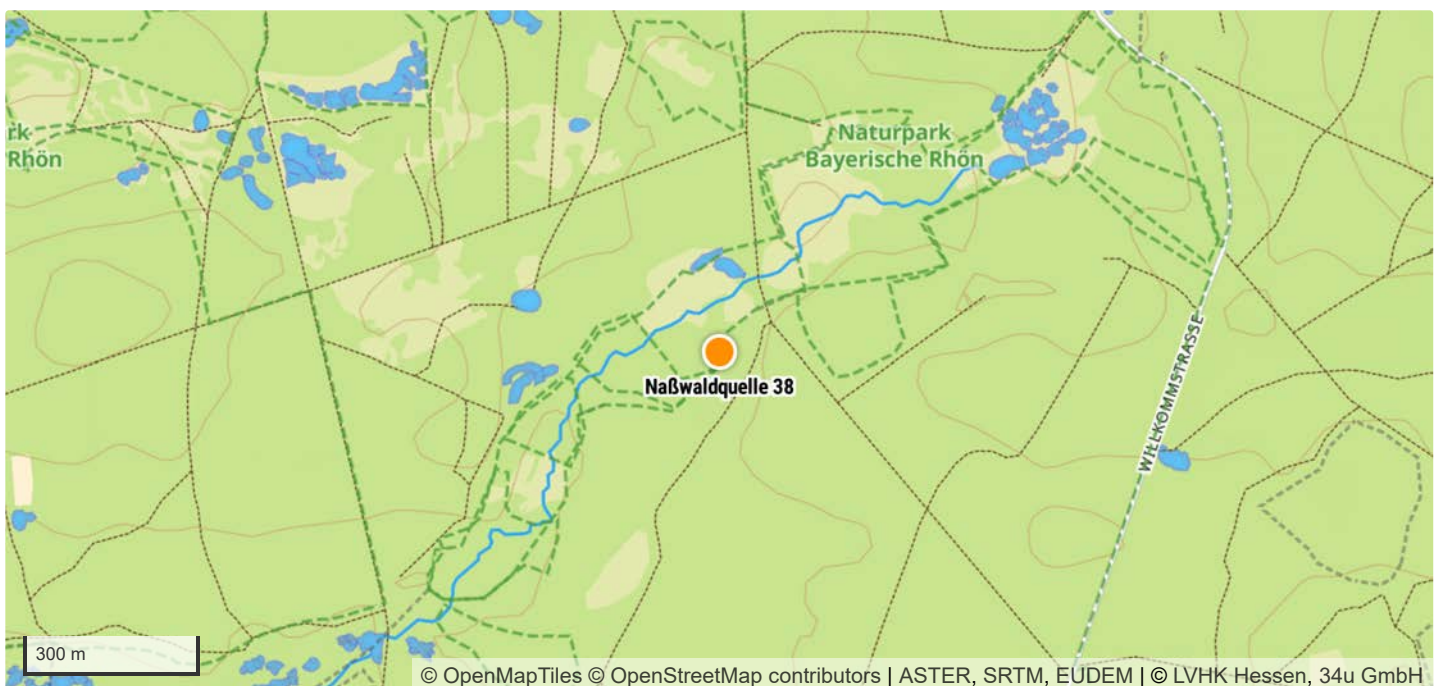 rk
Rhön
Naturpark
Bayerische Rhön
Naßwaldquelle 38
WILLKOMMSTRASSE
300 m
© OpenMapTiles © OpenStreetMap contributors | ASTER, SRTM, EUDEM | © LVHK Hessen, 34u GmbH